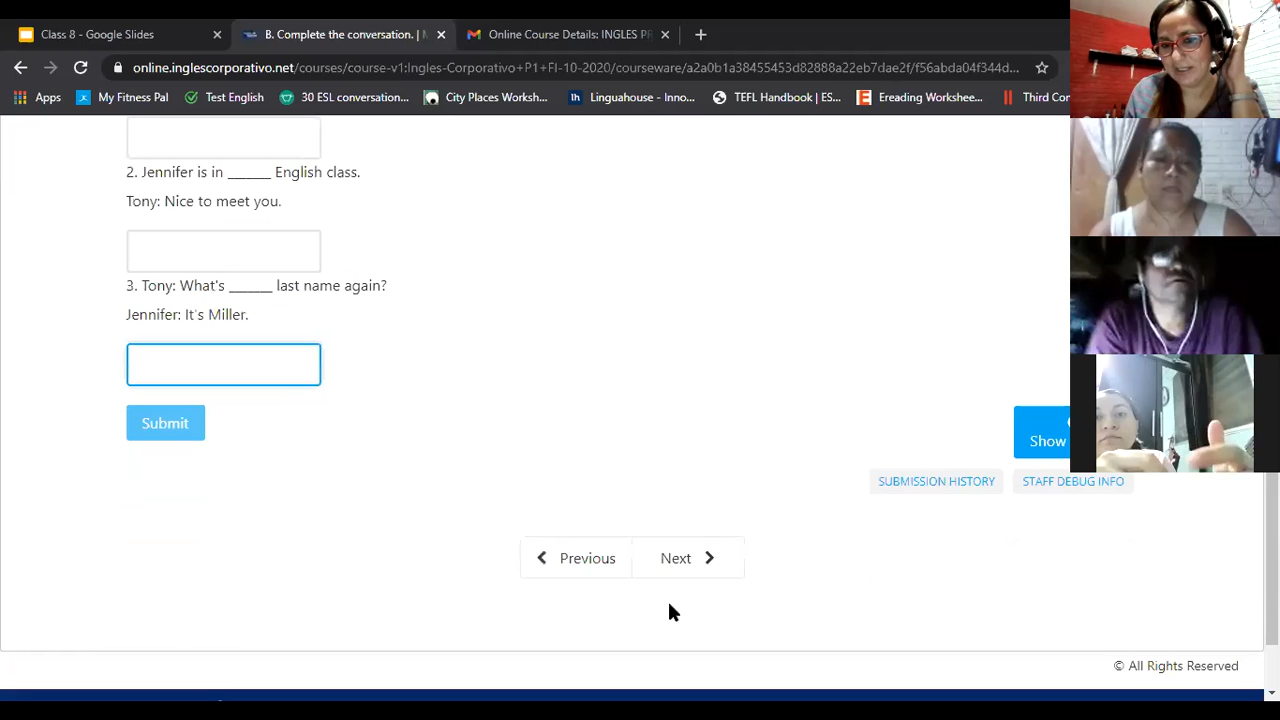 Class 8 - Google Slides
B. Complete the conversation. |
Online Course Details: INGLES PR
online.inglescorporativo.net/courses/course-v1:Ingles-Corporativo+P1+FI-10-2020/courseware/a2a0b1a38455453d82888a22eb7dae2f/f56abda04f344d...
Apps
My Fitness Pal
Test English
30 ESL conversation...
City Places Worksh...
Linguahouse - Inno...
TEFL Handbook | ES...
Ereading Workshee...
Third Con
2. Jennifer is in ______ English class.
Tony: Nice to meet you.
3. Tony: What's ______ last name again?
Jennifer: It's Miller.
Submit
Show
SUBMISSION HISTORY
STAFF DEBUG INFO
Previous
Next
© All Rights Reserved